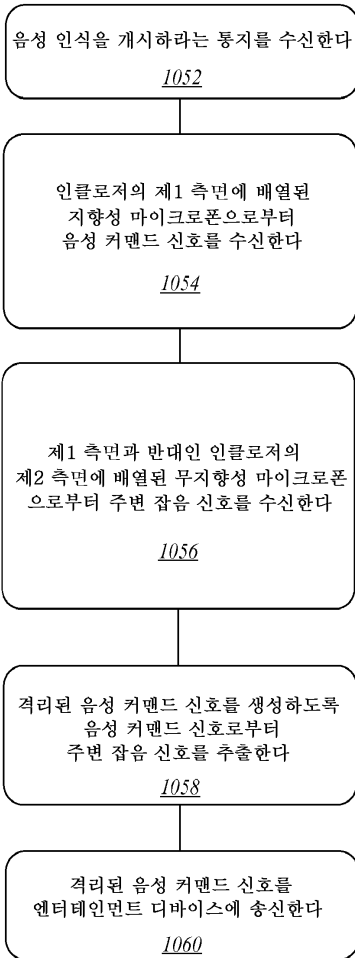 음성 인식을 개시하라는 통지를 수신한다
1052
인클로저의 제1 측면에 배열된
지향성 마이크로폰으로부터
음성 커맨드 신호를 수신한다
1054
제1 측면과 반대인 인클로저의
제2 측면에 배열된 무지향성 마이크로폰
으로부터 주변 잡음 신호를 수신한다
1056
격리된 음성 커맨드 신호를 생성하도록
음성 커맨드 신호로부터
주변 잡음 신호를 추출한다
1058
격리된 음성 커맨드 신호를
엔터테인먼트 디바이스에 송신한다
1060